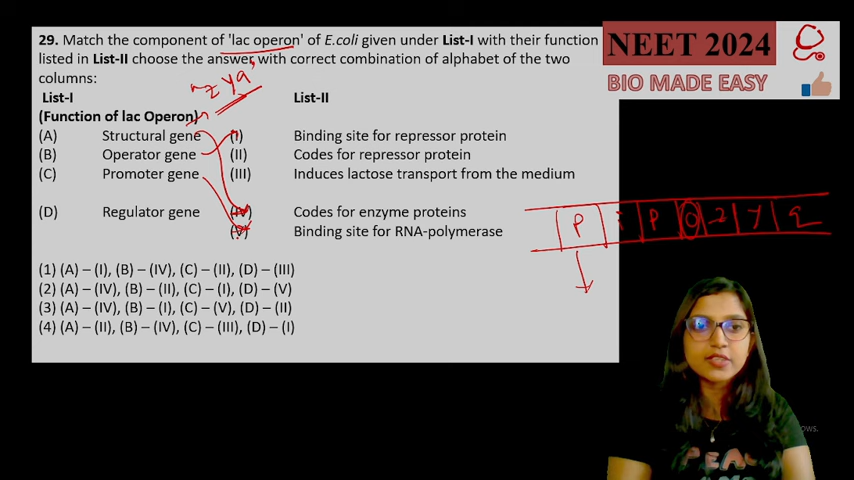 29. Match the component of 'lac operon' of E.coli given under List-I with their function
listed in List-II choose the answer with correct combination of alphabet of the two
columns:
z y a
List-I List-II
(Function of lac Operon)
(A) Structural gene (I) Binding site for repressor protein
(B) Operator gene (II) Codes for repressor protein
(C) Promoter gene (III) Induces lactose transport from the medium
(D) Regulator gene (IV) Codes for enzyme proteins
(V) Binding site for RNA-polymerase
(1) (A) – (I), (B) – (IV), (C) – (II), (D) – (III)
(2) (A) – (IV), (B) – (II), (C) – (I), (D) – (V)
(3) (A) – (IV), (B) – (I), (C) – (V), (D) – (II)
(4) (A) – (II), (B) – (IV), (C) – (III), (D) – (I)
NEET 2024
BIO MADE EASY
P i P O z y a
PEA